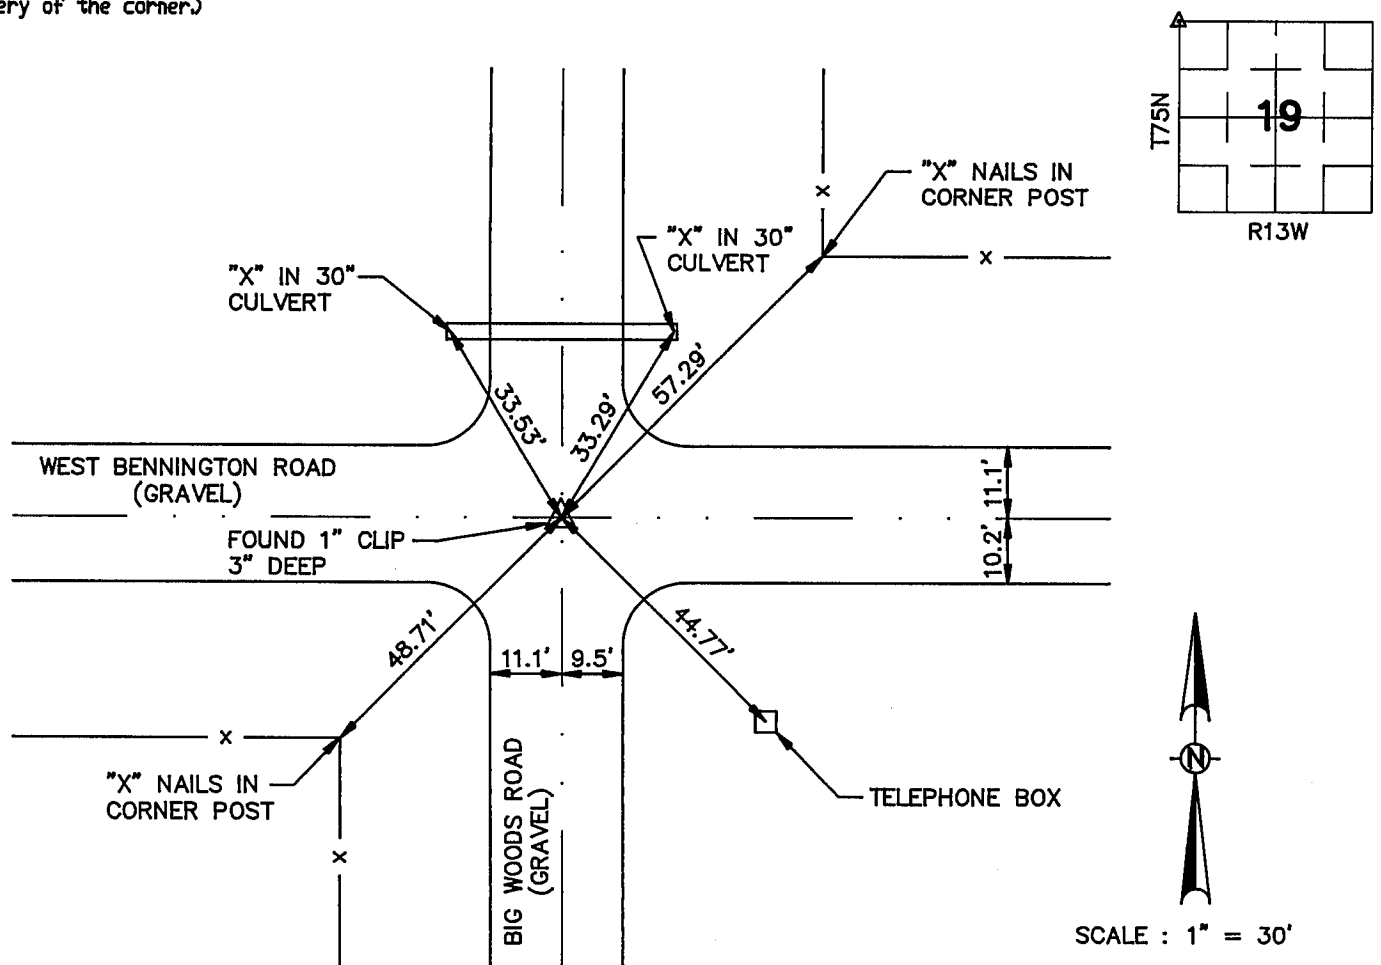 ery of the corner.)
T75N
19
R13W
"X" NAILS IN
CORNER POST
"X" IN 30"
CULVERT
"X" IN 30"
CULVERT
57.29'
33.53'
33.29'
WEST BENNINGTON ROAD
(GRAVEL)
11.1'
10.2'
FOUND 1" CLIP
3" DEEP
48.71'
44.77'
11.1'
9.5'
"X" NAILS IN
CORNER POST
BIG WOODS ROAD
(GRAVEL)
TELEPHONE BOX
N
SCALE : 1" = 30'
x
x
x
x